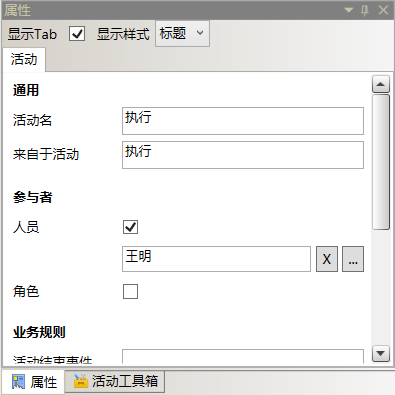 属性
显示Tab 显示样式 标题
活动
通用
活动名 执行
来自于活动 执行
参与者
人员
王明 X ...
角色
业务规则
活动结束事件
属性 活动工具箱